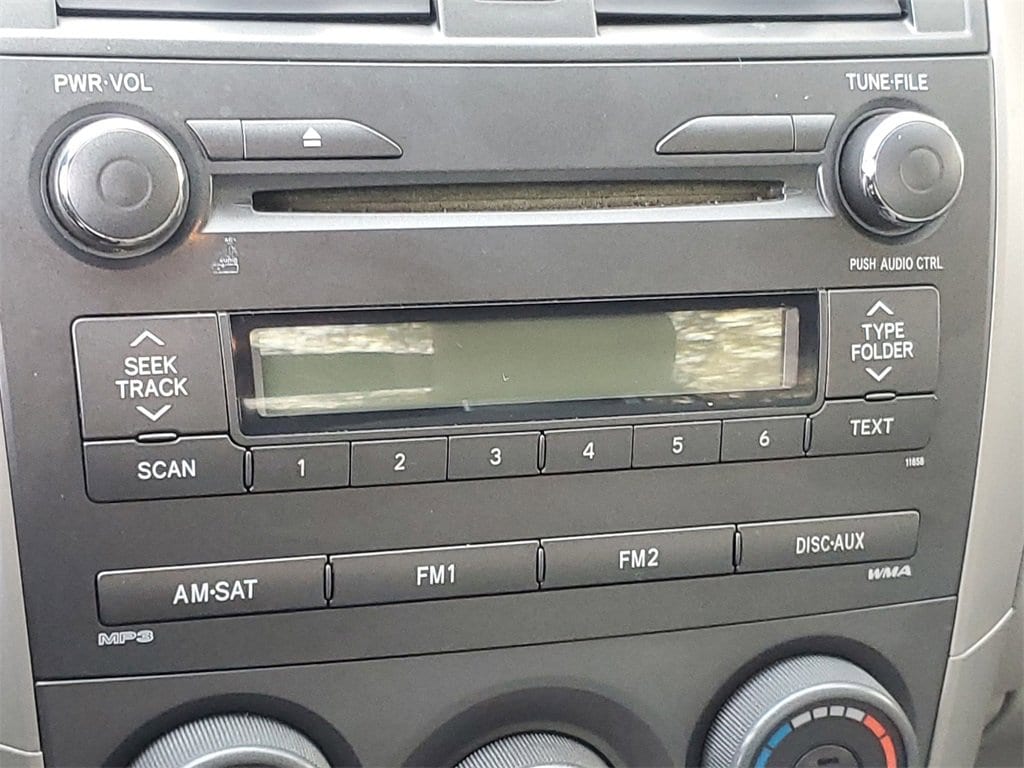 PWR·VOL
TUNE·FILE
PUSH AUDIO CTRL
SEEK
TRACK
TYPE
FOLDER
SCAN
1
2
3
4
5
6
TEXT
11858
AM·SAT
FM1
FM2
DISC·AUX
MP3
WMA